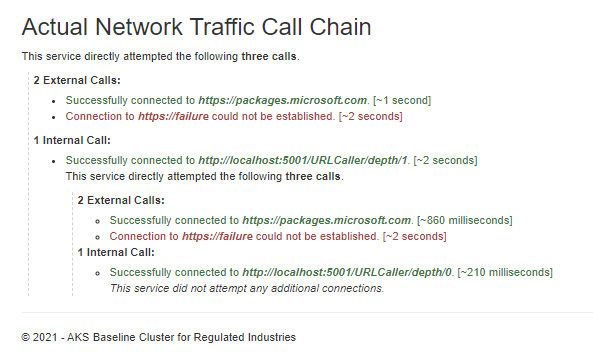 Actual Network Traffic Call Chain
This service directly attempted the following three calls.
2 External Calls:
• Successfully connected to https://packages.microsoft.com. [~1 second]
• Connection to https://failure could not be established. [~2 seconds]
1 Internal Call:
• Successfully connected to http://localhost:5001/URLCaller/depth/1. [~2 seconds]
This service directly attempted the following three calls.
2 External Calls:
◦ Successfully connected to https://packages.microsoft.com. [~860 milliseconds]
◦ Connection to https://failure could not be established. [~2 seconds]
1 Internal Call:
◦ Successfully connected to http://localhost:5001/URLCaller/depth/0. [~210 milliseconds]
This service did not attempt any additional connections.
© 2021 - AKS Baseline Cluster for Regulated Industries